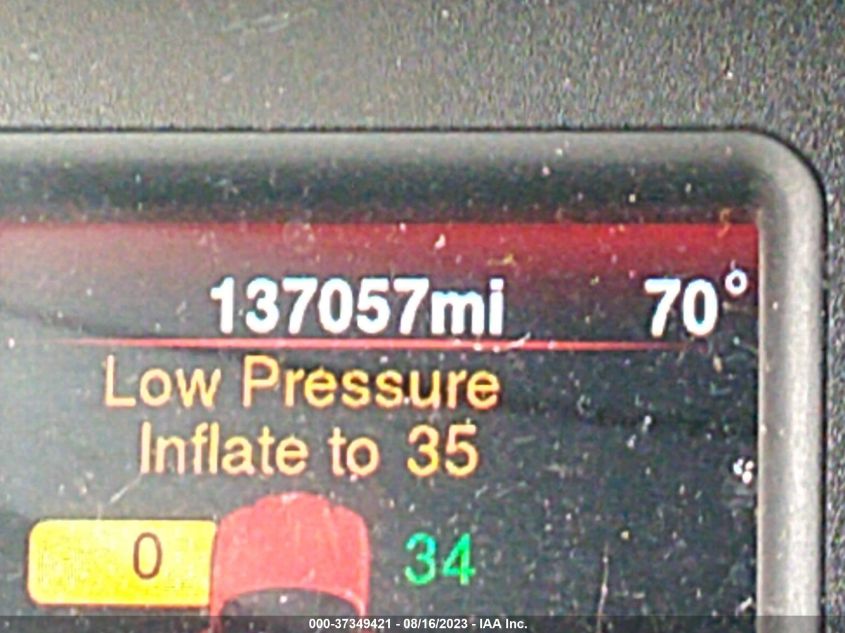 137057mi 70°
Low Pressure
Inflate to 35
0 34
000-37349421 - 08/16/2023 - IAA Inc.